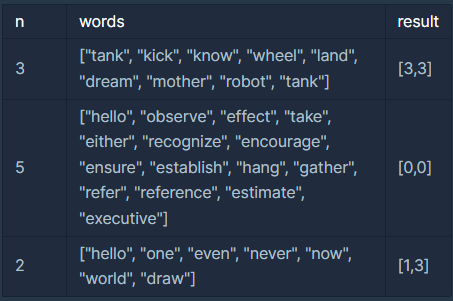 n words result
3 ["tank", "kick", "know", "wheel", "land", "dream", "mother", "robot", "tank"] [3,3]
5 ["hello", "observe", "effect", "take", "either", "recognize", "encourage", "ensure", "establish", "hang", "gather", "refer", "reference", "estimate", "executive"] [0,0]
2 ["hello", "one", "even", "never", "now", "world", "draw"] [1,3]